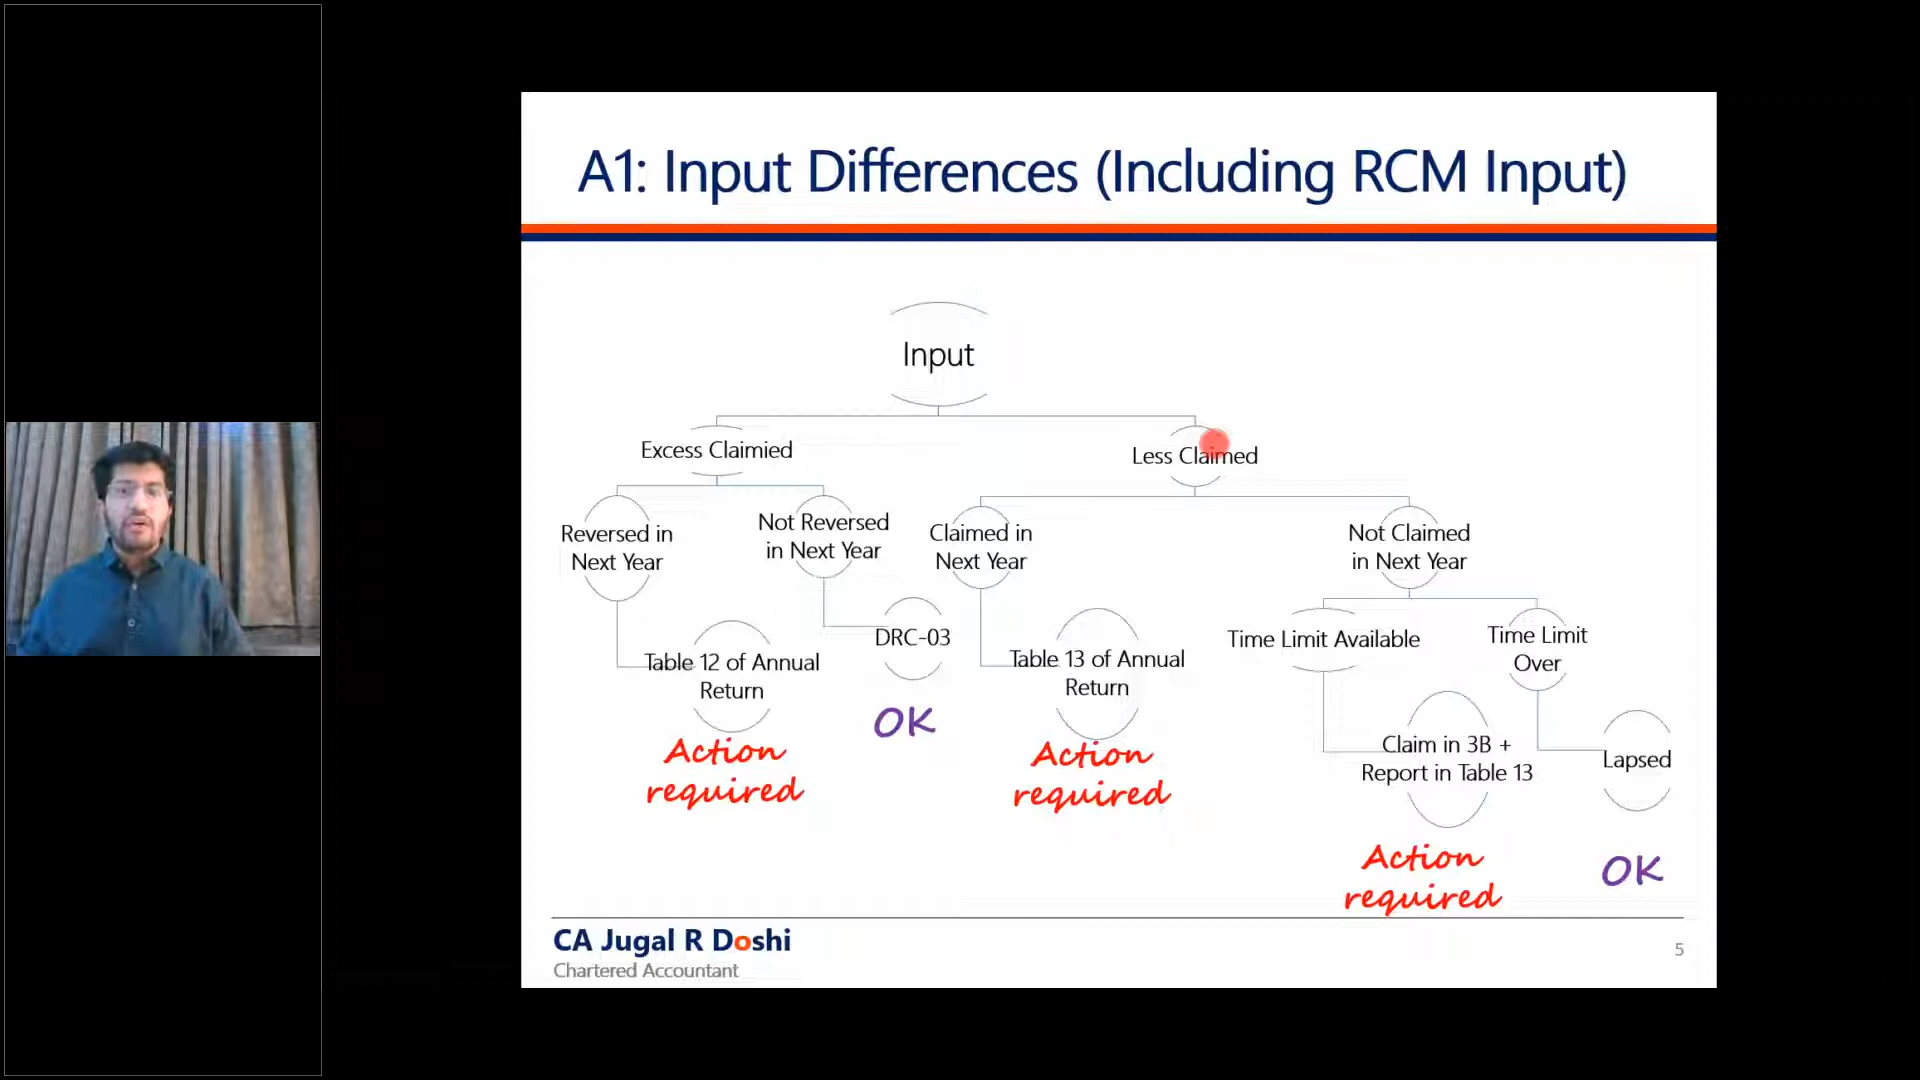 A1: Input Differences (Including RCM Input)
Input
Excess Claimied
Less Claimed
Reversed in
Next Year
Not Reversed
in Next Year
Claimed in
Next Year
Not Claimed
in Next Year
Table 12 of Annual
Return
DRC-03
Table 13 of Annual
Return
Time Limit Available
Time Limit
Over
Claim in 3B +
Report in Table 13
Lapsed
Action
required
OK
Action
required
Action
required
OK
CA Jugal R Doshi
Chartered Accountant
5